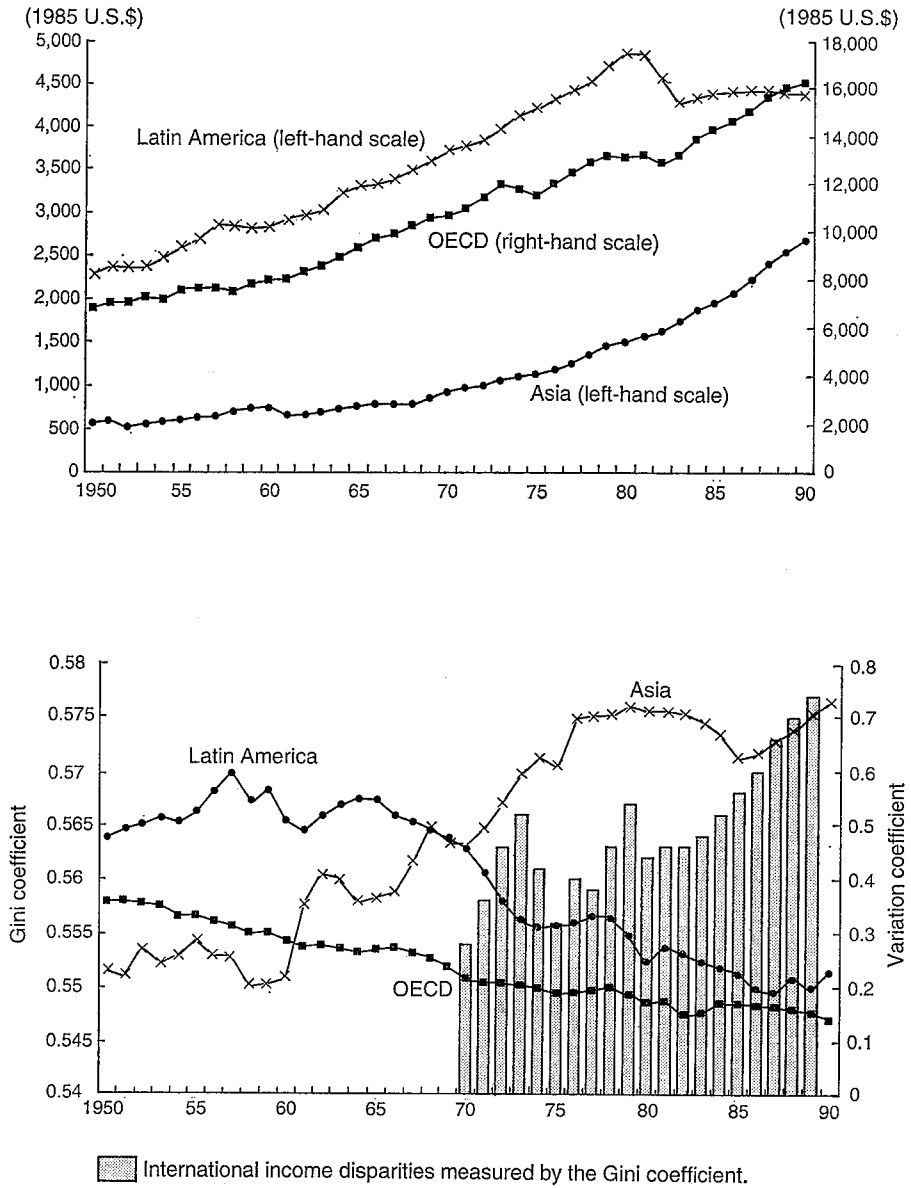 (1985 U.S.$) (1985 U.S.$)
5,000 18,000
4,500 16,000
4,000 14,000
Latin America (left-hand scale)
3,500 12,000
3,000 10,000
OECD (right-hand scale)
2,500 8,000
2,000 6,000
1,500
1,000 4,000
Asia (left-hand scale)
500 2,000
0 0
1950 55 60 65 70 75 80 85 90
0.58 0.8
Asia
0.575 0.7
Latin America
0.57 0.6
0.565 0.5
0.56 0.4
0.555 0.3
0.55 0.2
OECD
0.545 0.1
0.54 0
Gini coefficient
Variation coefficient
1950 55 60 65 70 75 80 85 90
International income disparities measured by the Gini coefficient.